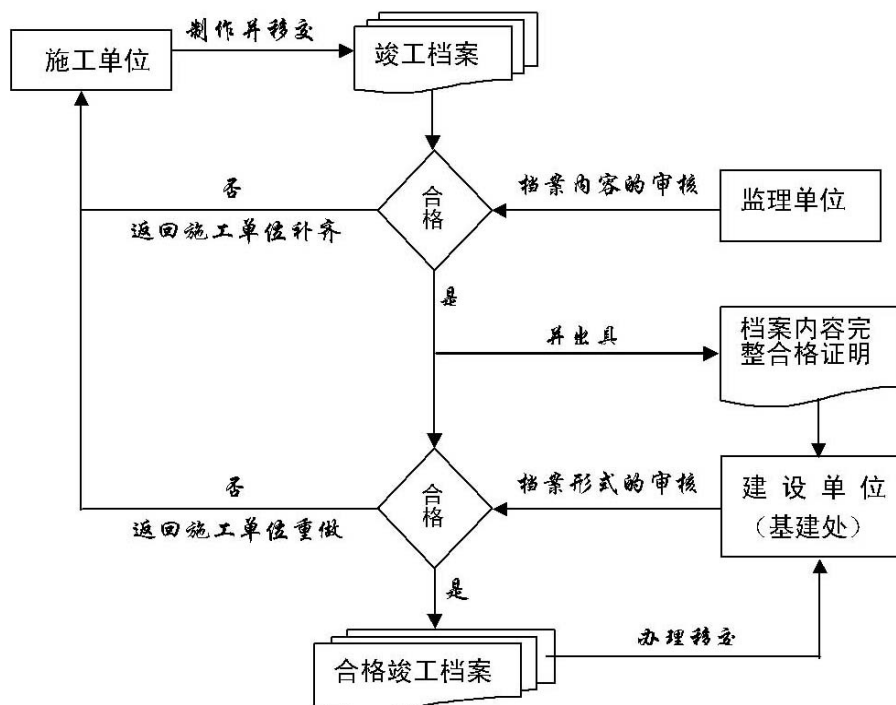 制作并移交
施工单位
竣工档案
否
档案内容的审核
合格
监理单位
返回施工单位补齐
是
并出具
档案内容完
整合格证明
否
档案形式的审核
合格
建设单位
（基建处）
返回施工单位重做
是
办理移交
合格竣工档案